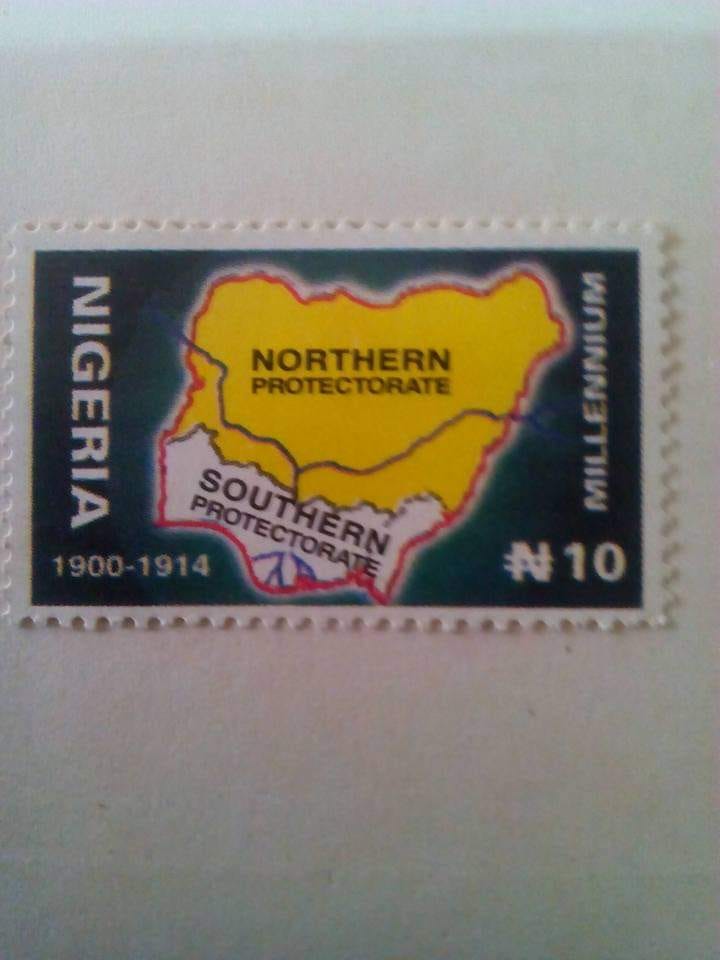 NIGERIA
NORTHERN
PROTECTORATE
SOUTHERN
PROTECTORATE
MILLENNIUM
1900-1914
₦10